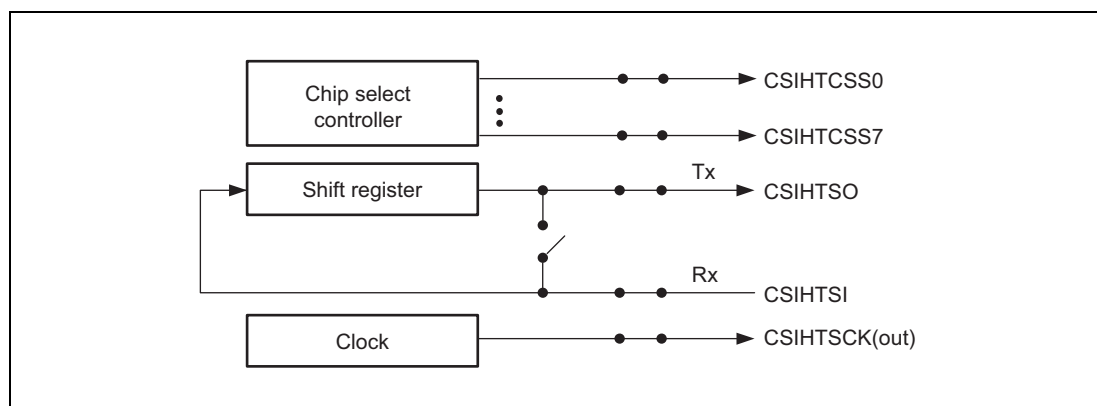 Chip select
controller
CSIHTCSS0
CSIHTCSS7
Shift register
Tx
CSIHTSO
Rx
CSIHTSI
Clock
CSIHTSCK(out)